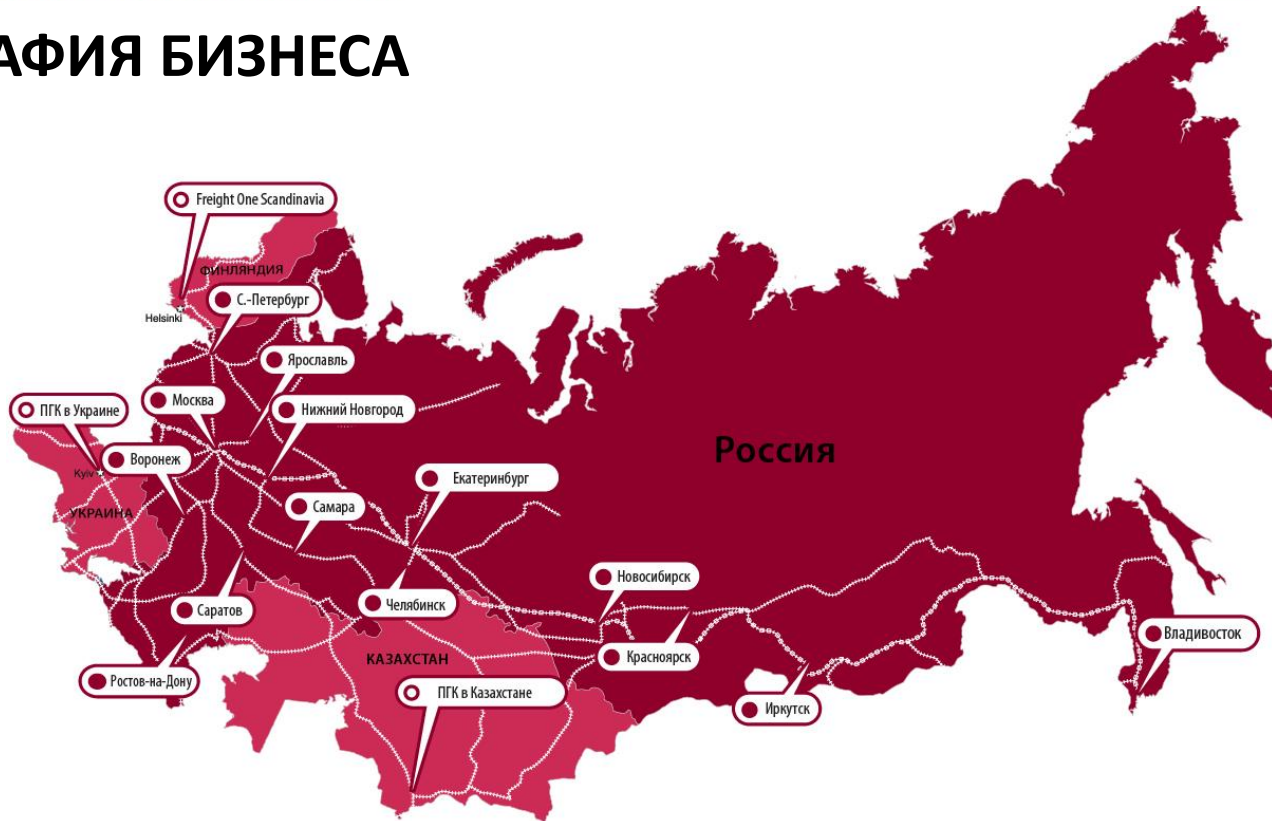 АФИЯ БИЗНЕСА
Freight One Scandinavia
ФИНЛЯНДИЯ
С.-Петербург
Helsinki
Ярославль
Москва
Нижний Новгород
ПГК в Украине
Россия
Воронеж
Kyiv
Екатеринбург
Самара
УКРАИНА
Новосибирск
Челябинск
Саратов
Владивосток
Красноярск
КАЗАХСТАН
Ростов-на-Дону
ПГК в Казахстане
Иркутск